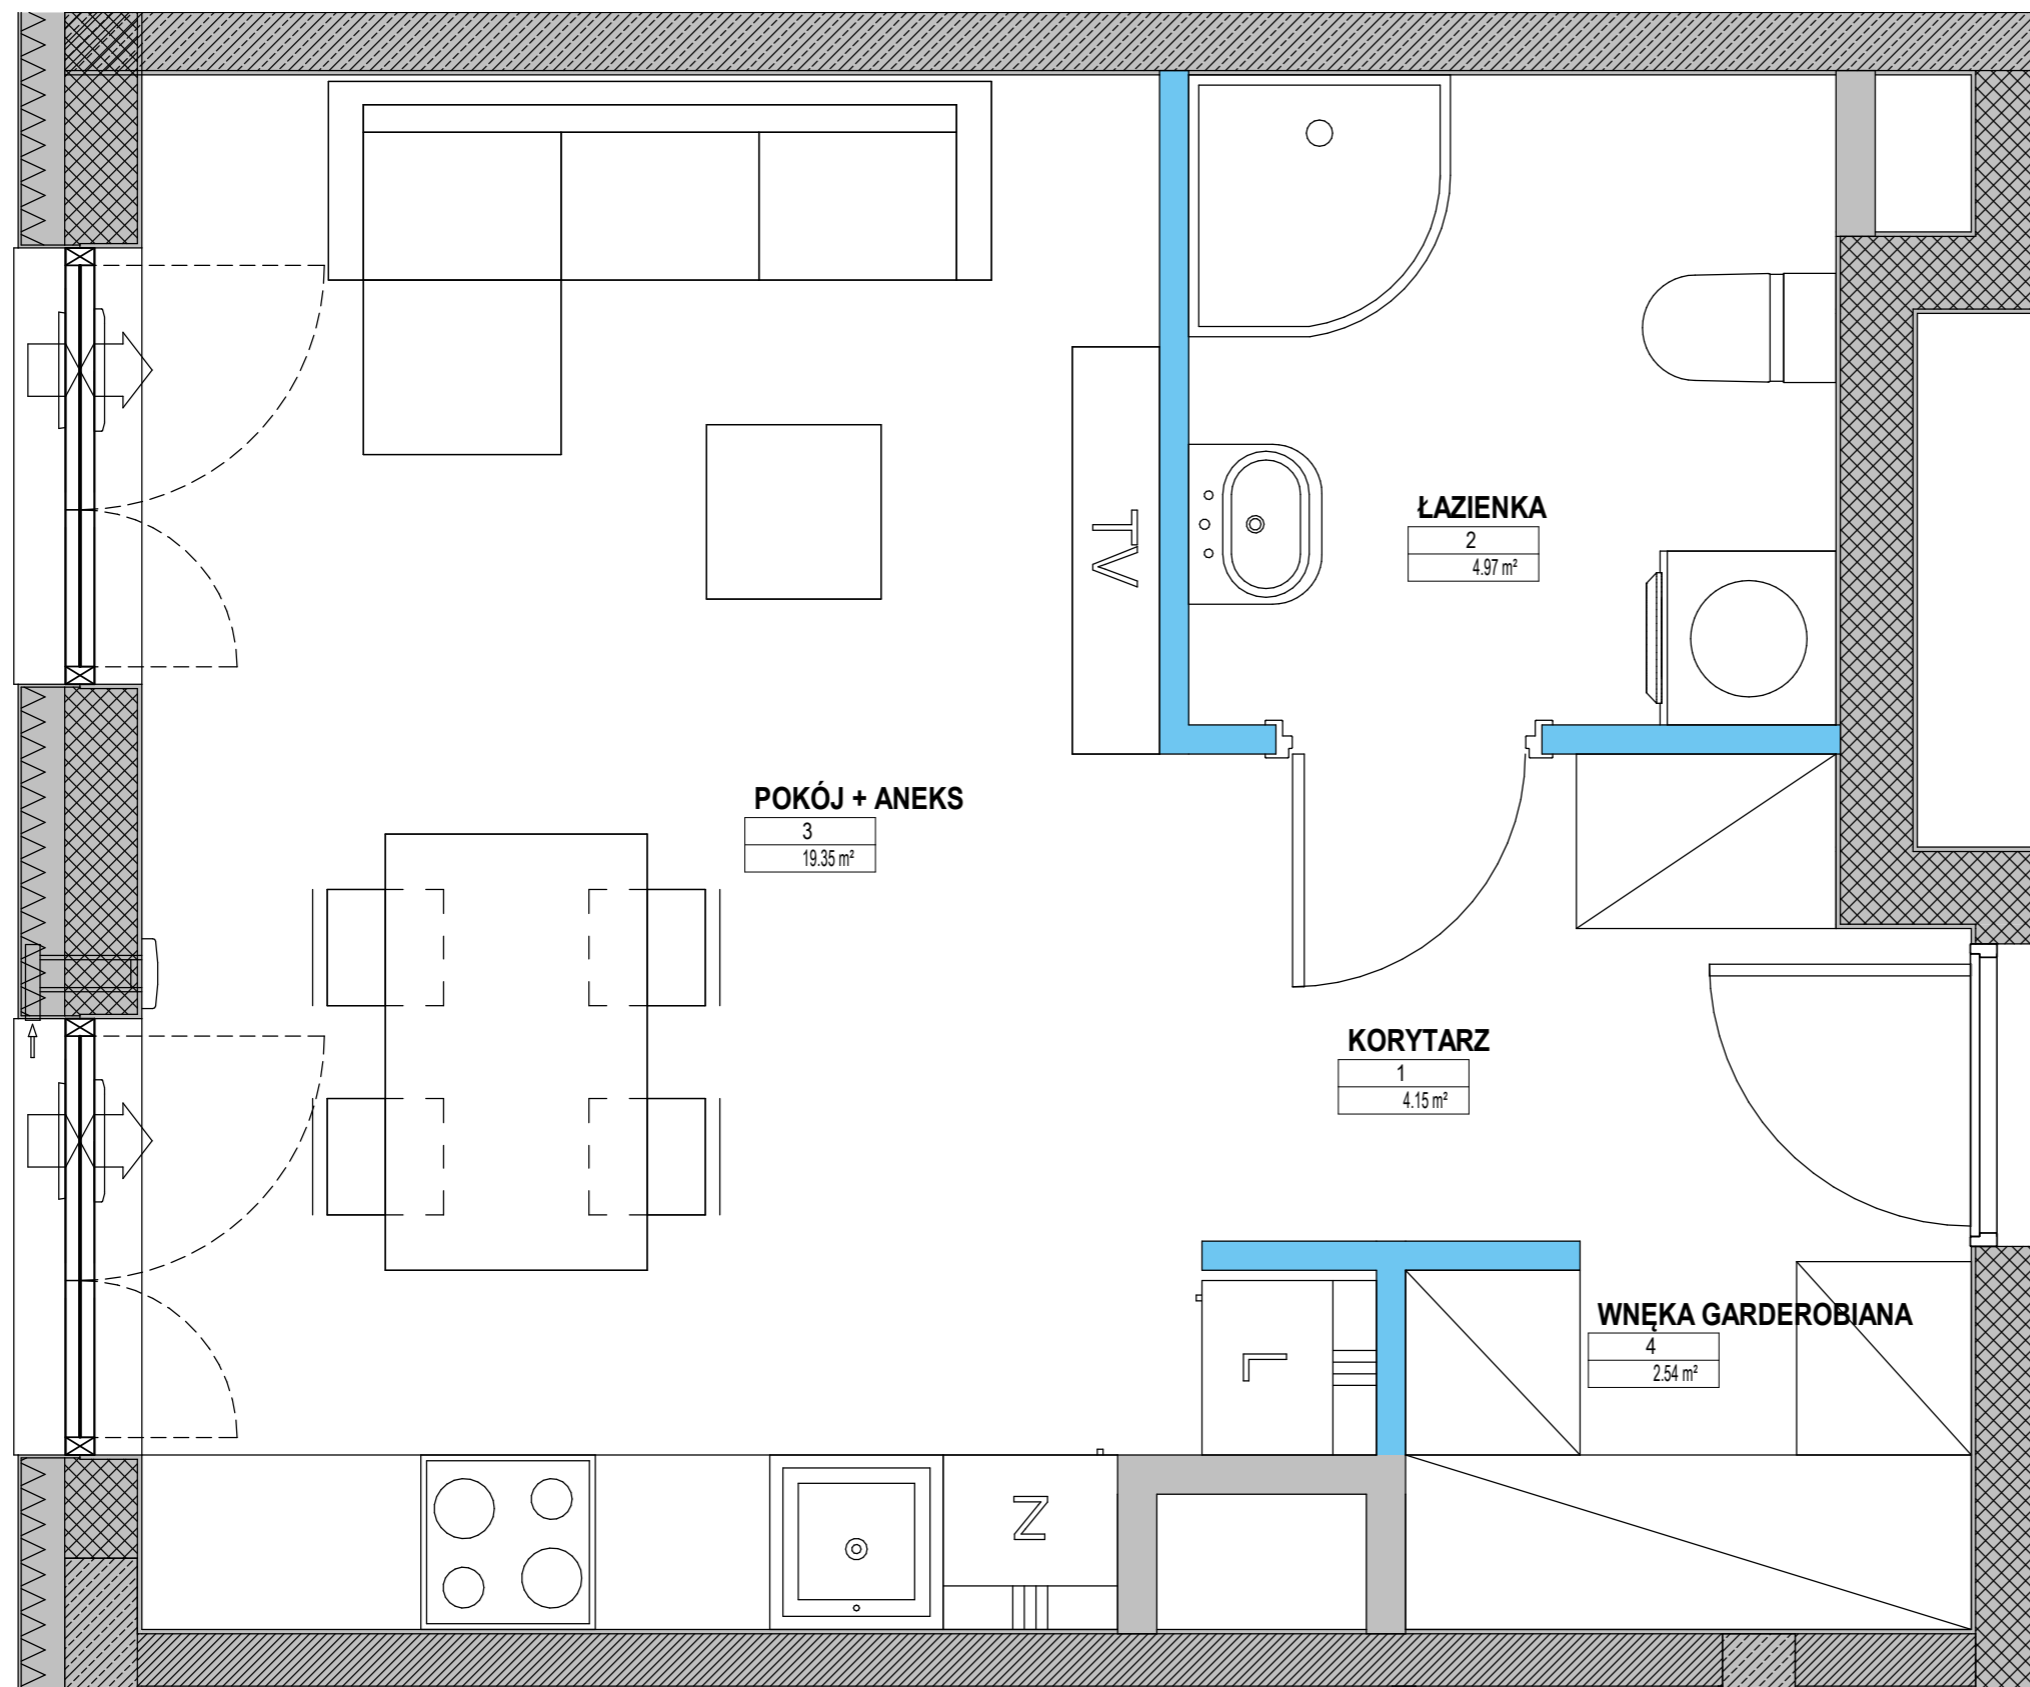 ŁAZIENKA
2
4.97 m²
TV
POKÓJ + ANEKS
3
19.35 m²
KORYTARZ
1
4.15 m²
WNĘKA GARDEROBIANA
4
2.54 m²
L
Z